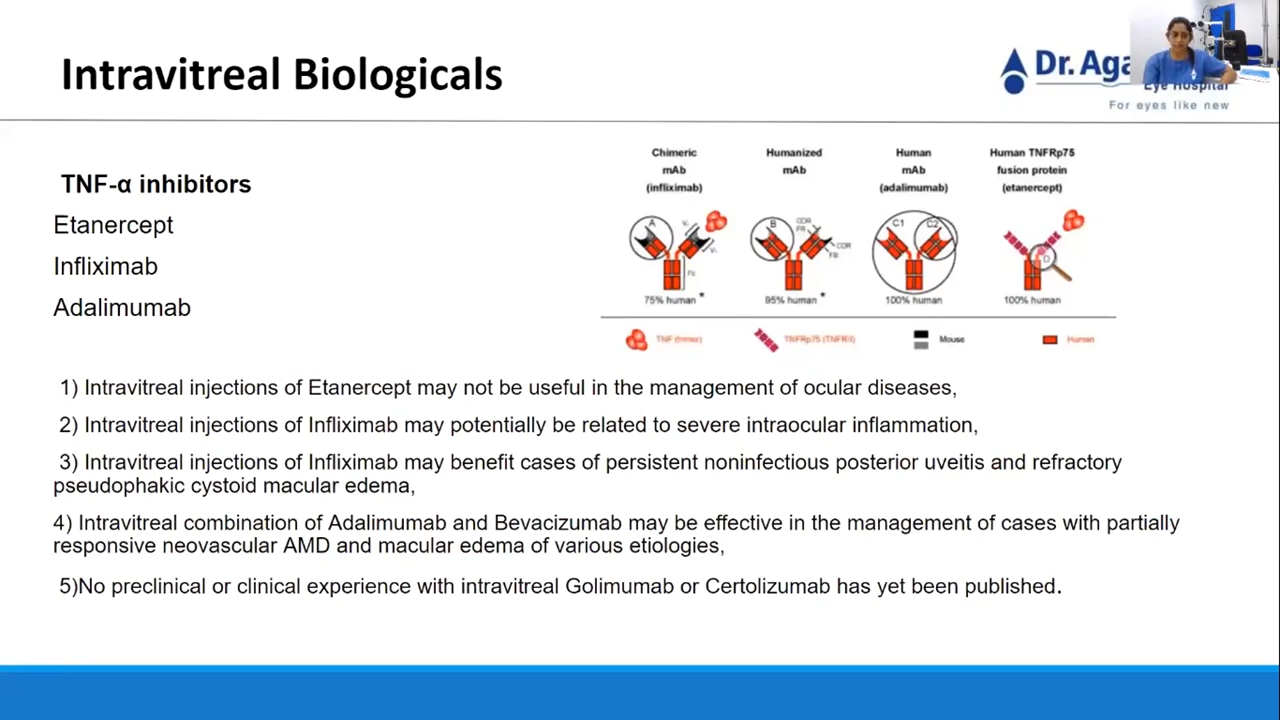 Intravitreal Biologicals
Dr. Aga
Eye Hospital
For eyes like new
TNF-α inhibitors
Etanercept
Infliximab
Adalimumab
Chimeric
mAb
(infliximab)
Humanized
mAb
Human
mAb
(adalimumab)
Human TNFRp75
fusion protein
(etanercept)
A
B
CDR
FR
CDR
FR
C1
C2
D
75% human *
95% human *
100% human
100% human
TNF (trimer)
TNFRp75 (TNFRII)
Mouse
Human
1) Intravitreal injections of Etanercept may not be useful in the management of ocular diseases,
2) Intravitreal injections of Infliximab may potentially be related to severe intraocular inflammation,
3) Intravitreal injections of Infliximab may benefit cases of persistent noninfectious posterior uveitis and refractory
pseudophakic cystoid macular edema,
4) Intravitreal combination of Adalimumab and Bevacizumab may be effective in the management of cases with partially
responsive neovascular AMD and macular edema of various etiologies,
5)No preclinical or clinical experience with intravitreal Golimumab or Certolizumab has yet been published.